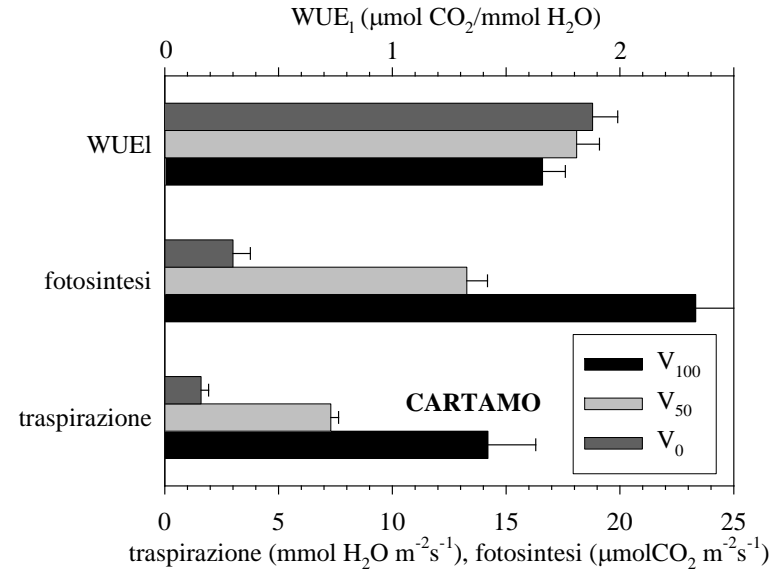 WUE₁ (μmol CO₂/mmol H₂O)
0 1 2
WUEl
fotosintesi
traspirazione
CARTAMO
V₁₀₀
V₅₀
V₀
0 5 10 15 20 25
traspirazione (mmol H₂O m⁻²s⁻¹), fotosintesi (μmolCO₂ m⁻²s⁻¹)